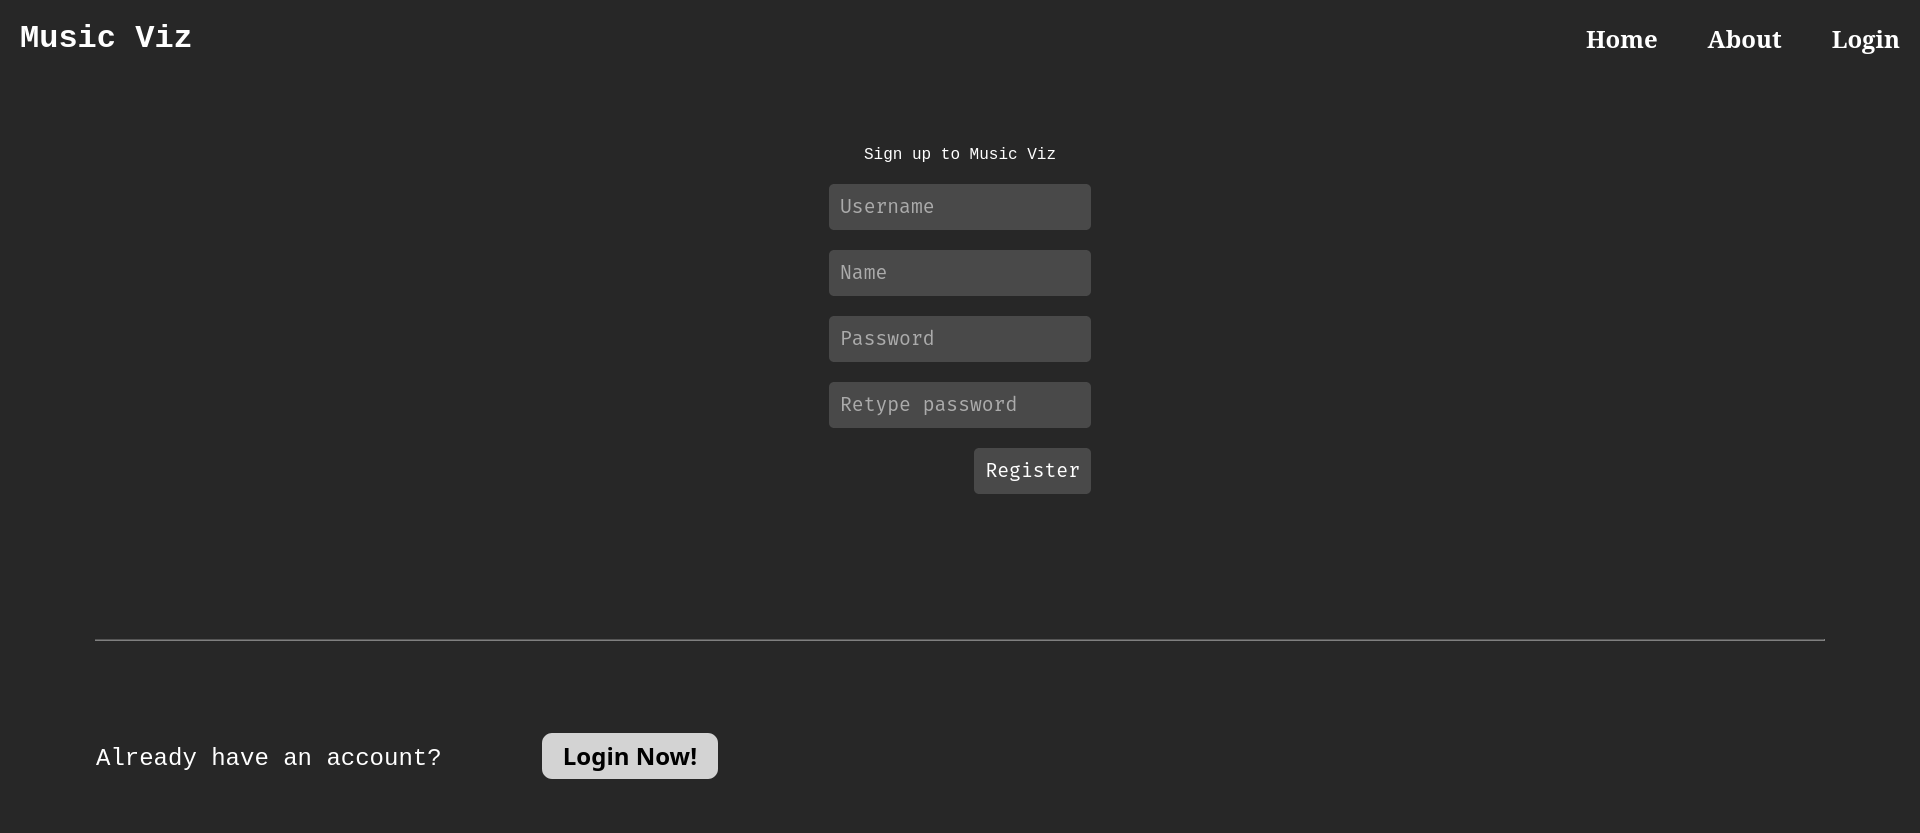 Music Viz
Home About Login
Sign up to Music Viz
Username
Name
Password
Retype password
Register
Already have an account? Login Now!